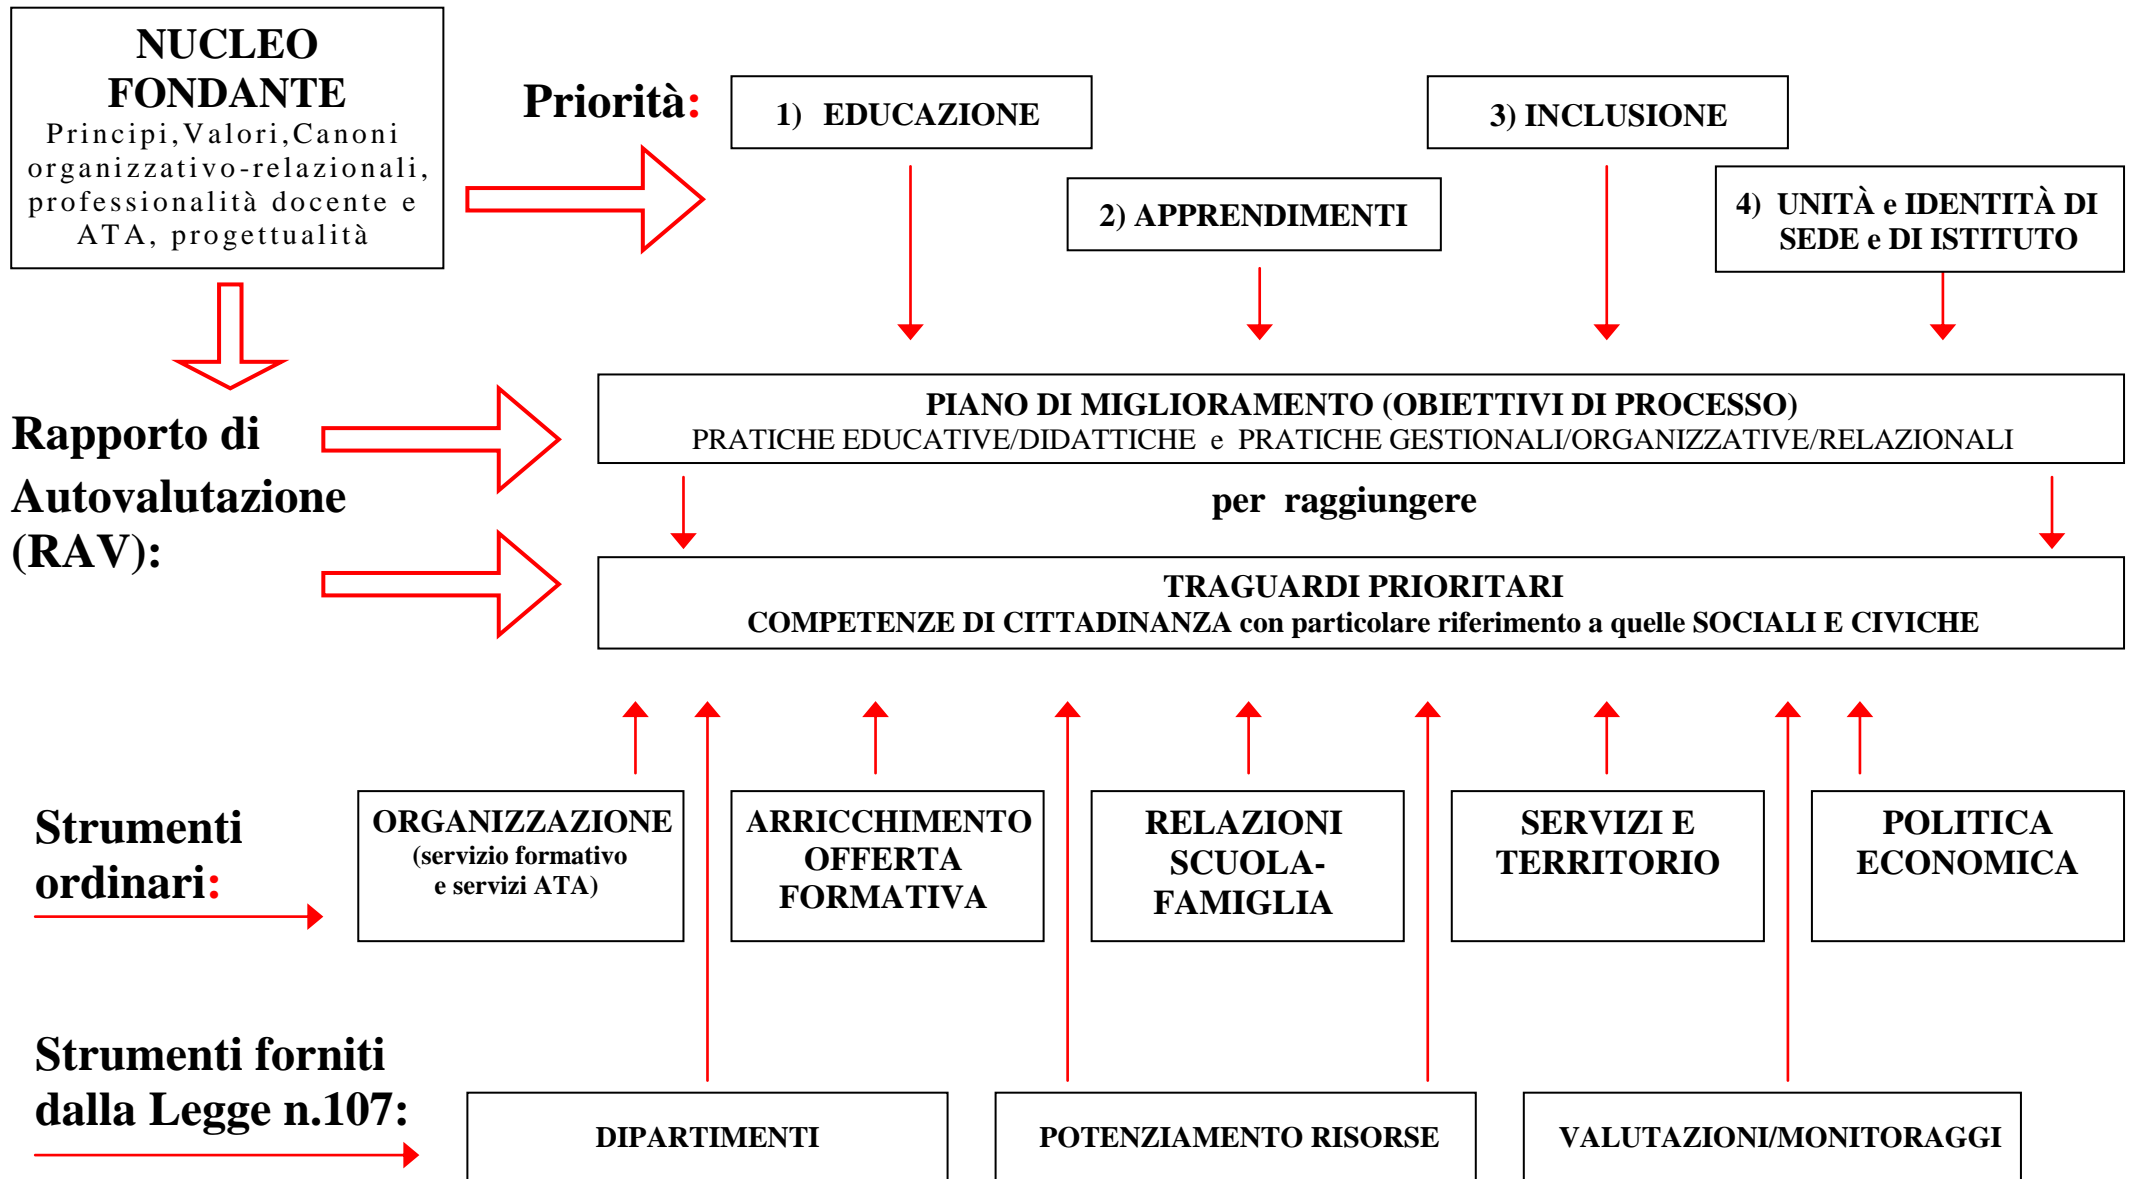 NUCLEO
FONDANTE
Principi,Valori,Canoni
organizzativo-relazionali,
professionalità docente e
ATA, progettualità
Priorità:
1) EDUCAZIONE
3) INCLUSIONE
2) APPRENDIMENTI
4) UNITÀ e IDENTITÀ DI
SEDE e DI ISTITUTO
Rapporto di
Autovalutazione
(RAV):
PIANO DI MIGLIORAMENTO (OBIETTIVI DI PROCESSO)
PRATICHE EDUCATIVE/DIDATTICHE e PRATICHE GESTIONALI/ORGANIZZATIVE/RELAZIONALI
per raggiungere
TRAGUARDI PRIORITARI
COMPETENZE DI CITTADINANZA con particolare riferimento a quelle SOCIALI E CIVICHE
Strumenti
ordinari:
ORGANIZZAZIONE
(servizio formativo
e servizi ATA)
ARRICCHIMENTO
OFFERTA
FORMATIVA
RELAZIONI
SCUOLA-
FAMIGLIA
SERVIZI E
TERRITORIO
POLITICA
ECONOMICA
Strumenti forniti
dalla Legge n.107:
DIPARTIMENTI
POTENZIAMENTO RISORSE
VALUTAZIONI/MONITORAGGI